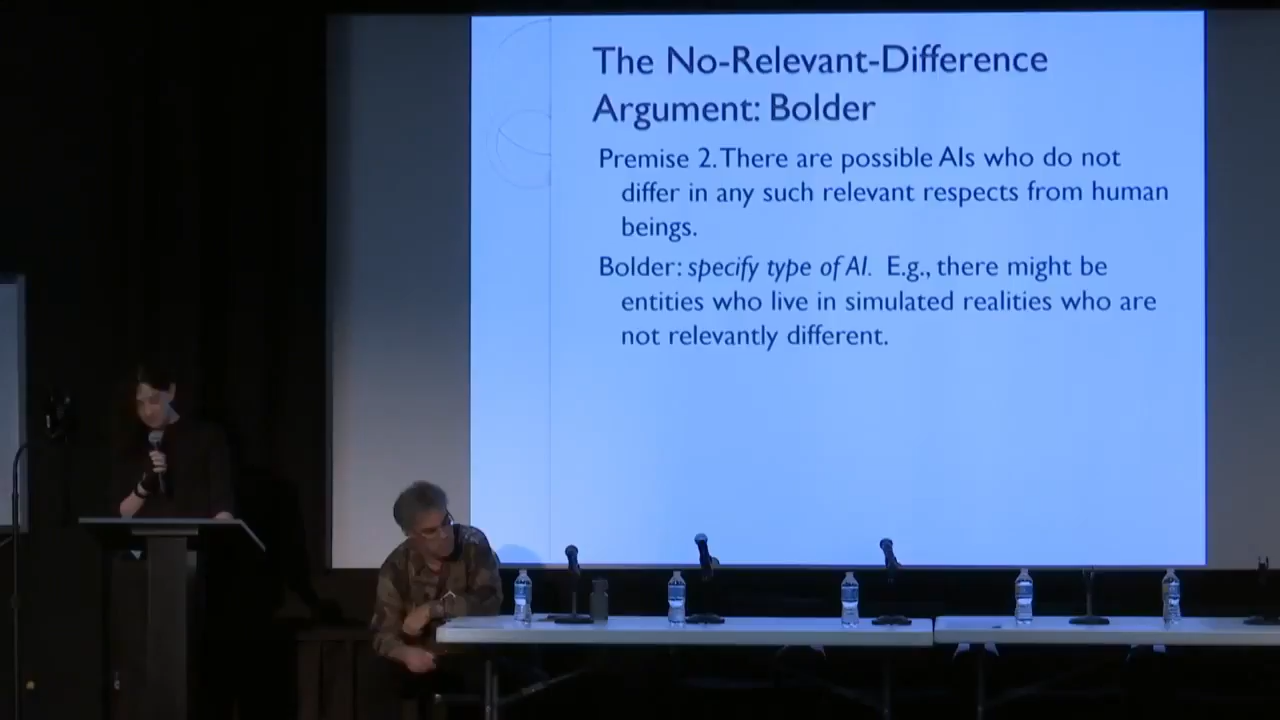 The No-Relevant-Difference
Argument: Bolder
Premise 2. There are possible AIs who do not
differ in any such relevant respects from human
beings.
Bolder: specify type of AI. E.g., there might be
entities who live in simulated realities who are
not relevantly different.